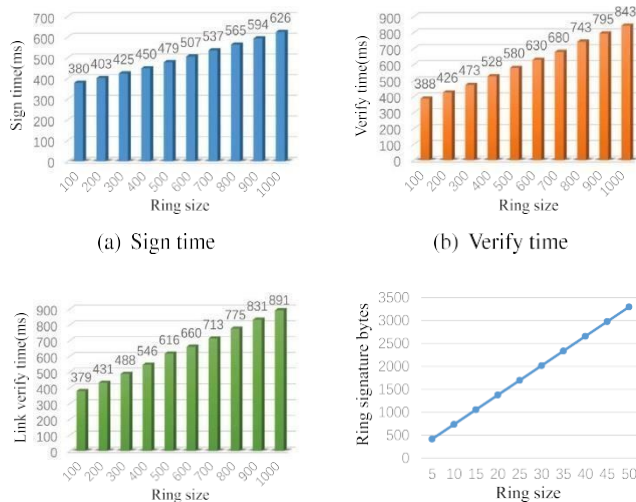 700
600
500
400
300
200
100
0
Sign time(ms)
380 403 425 450 479 507 537 565 594 626
100 200 300 400 500 600 700 800 900 1000
Ring size
(a) Sign time
900
800
700
600
500
400
300
200
100
0
Verify time(ms)
388 426 473 528 580 630 680 743 795 843
100 200 300 400 500 600 700 800 900 1000
Ring size
(b) Verify time
900
800
700
600
500
400
300
200
100
0
Link verify time(ms)
379 431 488 546 616 660 713 775 831 891
100 200 300 400 500 600 700 800 900 1000
Ring size
3500
3000
2500
2000
1500
1000
500
0
Ring signature bytes
5 10 15 20 25 30 35 40 45 50
Ring size